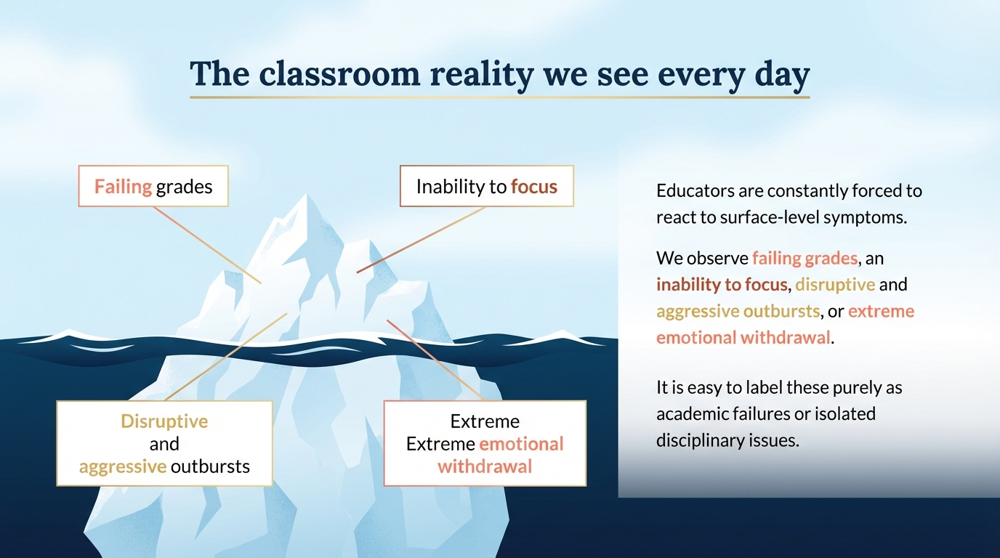 The classroom reality we see every day
Failing grades
Inability to focus
Disruptive
and
aggressive outbursts
Extreme
Extreme emotional
withdrawal
Educators are constantly forced to
react to surface-level symptoms.
We observe failing grades, an
inability to focus, disruptive and
aggressive outbursts, or extreme
emotional withdrawal.
It is easy to label these purely as
academic failures or isolated
disciplinary issues.